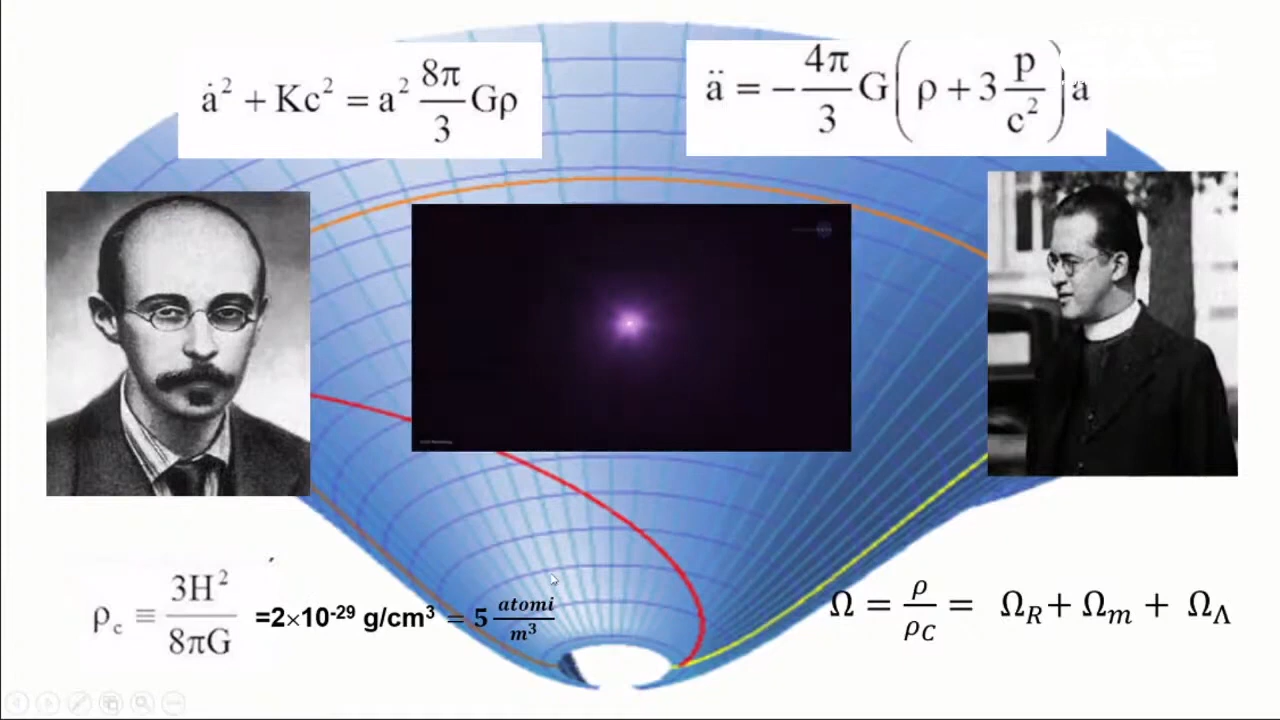 ȧ² + Kc² = a² 8π/3 Gρ
ä = − 4π/3 G(ρ + 3 p/c²)a
ρc ≡ 3H²/8πG =2×10⁻²⁹ g/cm³ = 5 atomi/m³
Ω = ρ/ρC = ΩR + Ωm + ΩΛ